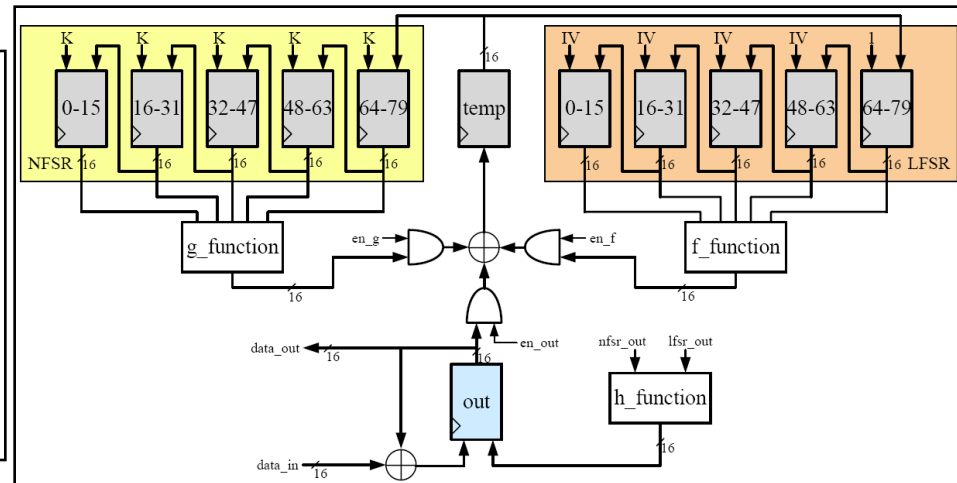 K K K K K
16
IV IV IV IV 1
0-15 16-31 32-47 48-63 64-79
temp
0-15 16-31 32-47 48-63 64-79
NFSR 16 16 16 16 16
16 16 16 16 16 LFSR
g_function
en_g
en_f
f_function
16
16
data_out
16
16
en_out
nfsr_out lfsr_out
out
h_function
16
data_in
16